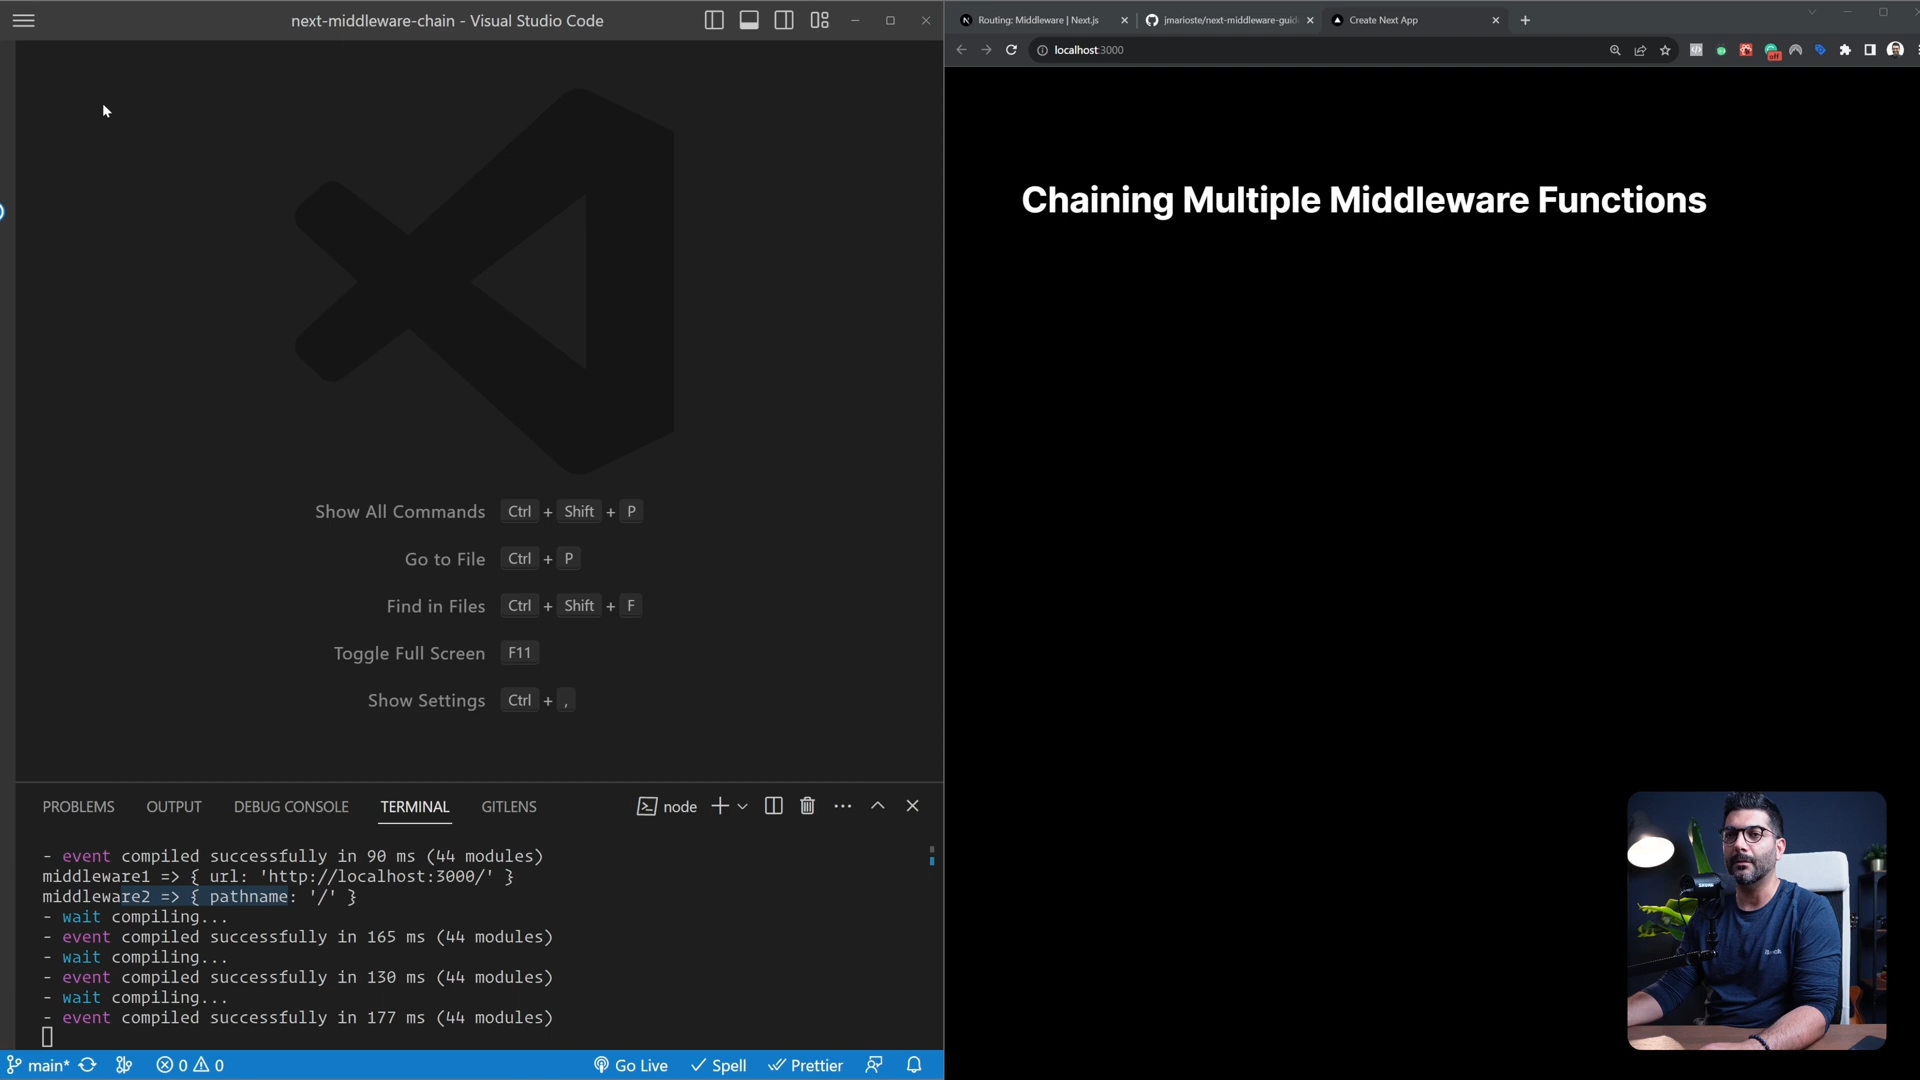 next-middleware-chain - Visual Studio Code
Show All Commands Ctrl + Shift + P
Go to File Ctrl + P
Find in Files Ctrl + Shift + F
Toggle Full Screen F11
Show Settings Ctrl + ,
PROBLEMS OUTPUT DEBUG CONSOLE TERMINAL GITLENS node
- event compiled successfully in 90 ms (44 modules)
middleware1 => { url: 'http://localhost:3000/' }
middleware2 => { pathname: '/' }
- wait compiling...
- event compiled successfully in 165 ms (44 modules)
- wait compiling...
- event compiled successfully in 130 ms (44 modules)
- wait compiling...
- event compiled successfully in 177 ms (44 modules)
main* 0 0 Go Live Spell Prettier
Routing: Middleware | Next.js jmarioste/next-middleware-guid Create Next App
localhost:3000
off
Chaining Multiple Middleware Functions